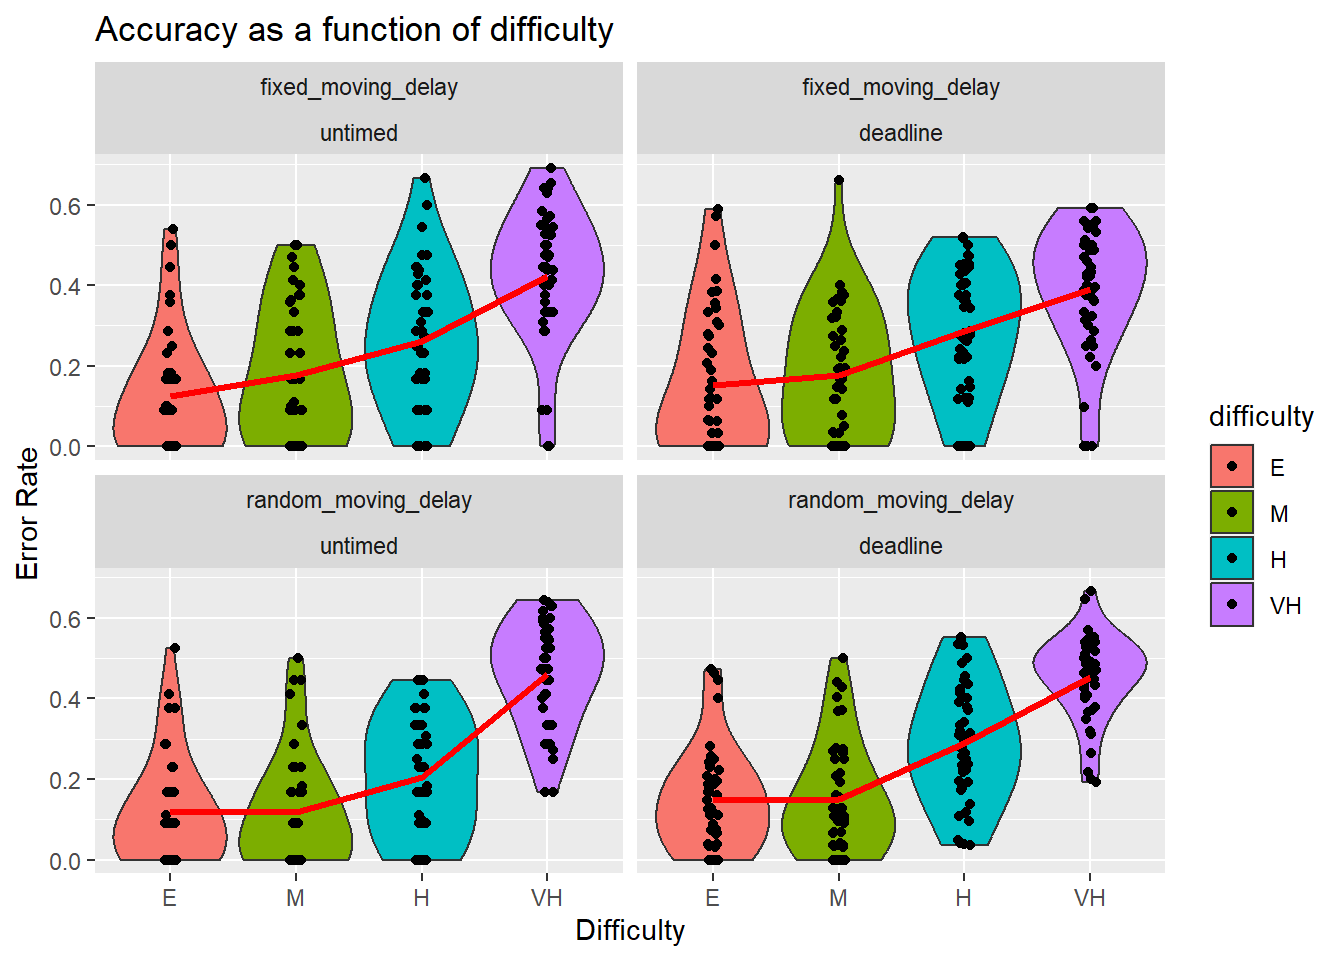 Accuracy as a function of difficulty
fixed_moving_delay
untimed
fixed_moving_delay
deadline
0.6
0.4
0.2
0.0
random_moving_delay
untimed
random_moving_delay
deadline
0.6
0.4
0.2
0.0
Error Rate
E M H VH
E M H VH
Difficulty
difficulty
E
M
H
VH